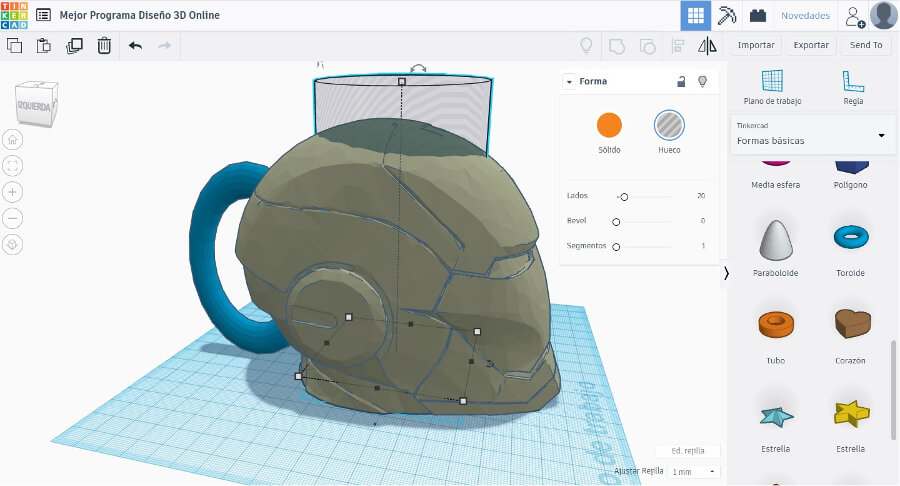 TIN
KER
CAD
Mejor Programa Diseño 3D Online
Novedades
Importar
Exportar
Send To
IZQUIERDA
Forma
Sólido
Hueco
Lados
20
Bevel
0
Segmentos
1
Plano de trabajo
Regla
Tinkercad
Formas básicas
Media esfera
Polígono
Paraboloide
Toroide
Tubo
Corazón
Estrella
Estrella
de trabajo
Ed. rejilla
Ajustar Rejilla
1 mm